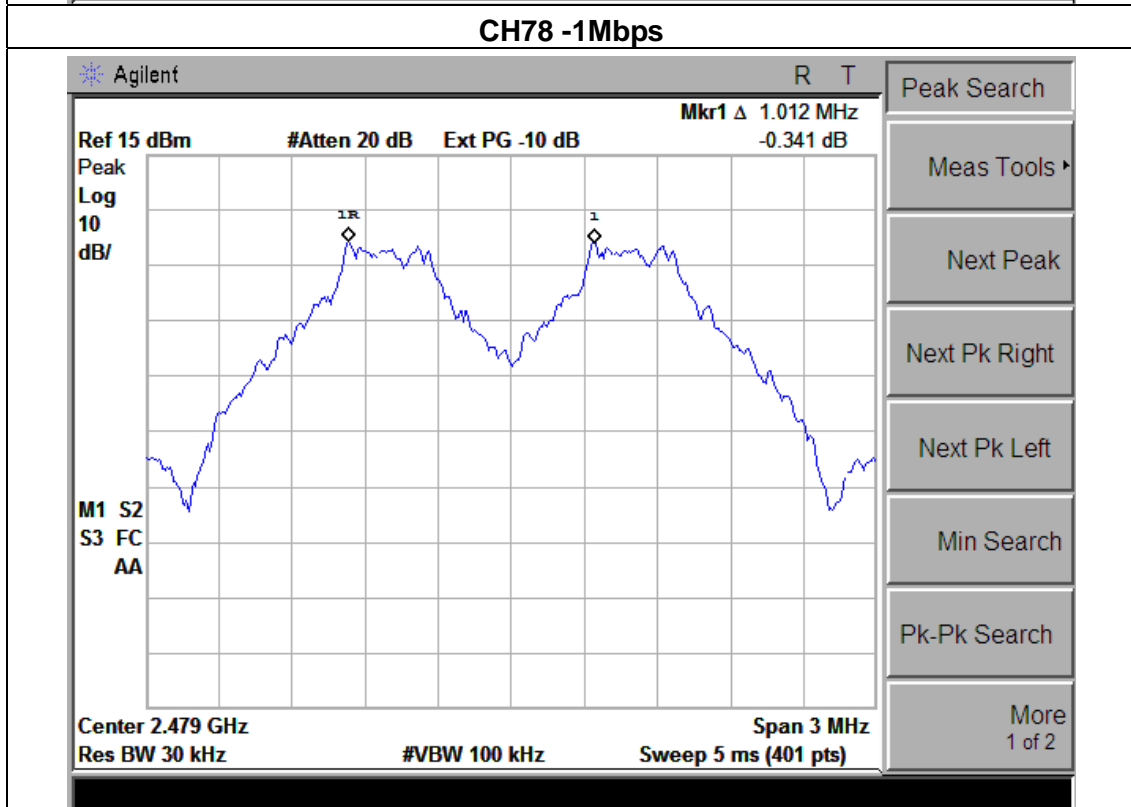 CH78 -1Mbps
Agilent R T
Mkr1 Δ 1.012 MHz
Ref 15 dBm #Atten 20 dB Ext PG -10 dB -0.341 dB
Peak
Log
10
dB/
1R
1
M1 S2
S3 FC
AA
Center 2.479 GHz Span 3 MHz
Res BW 30 kHz #VBW 100 kHz Sweep 5 ms (401 pts)
Peak Search
Meas Tools
Next Peak
Next Pk Right
Next Pk Left
Min Search
Pk-Pk Search
More
1 of 2